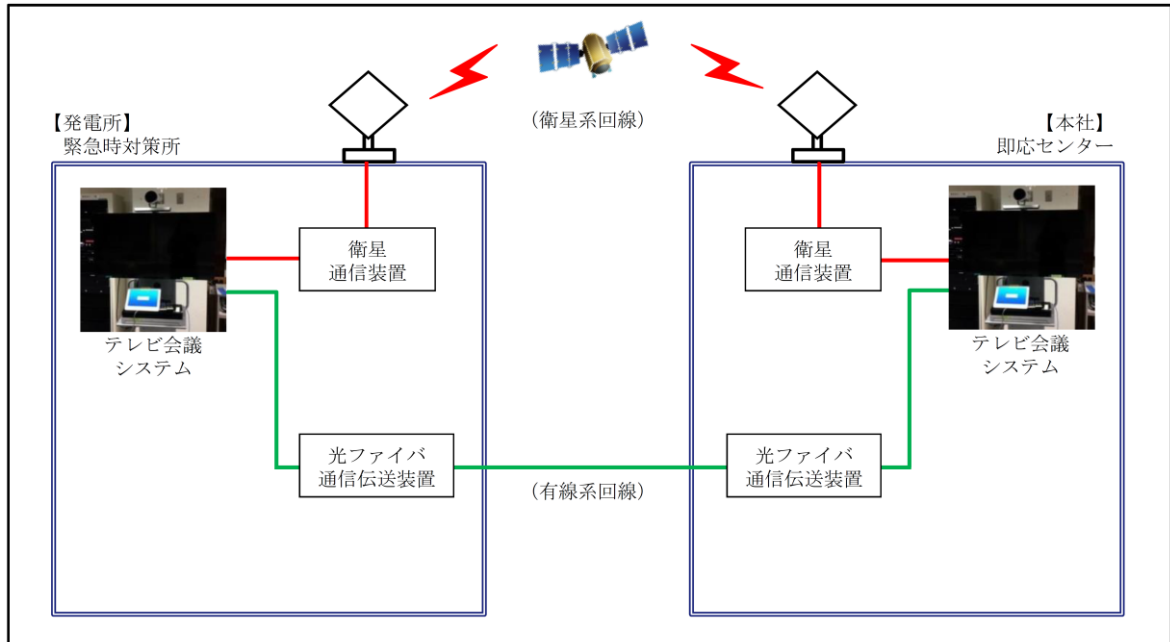 (衛星系回線)
【発電所】
緊急時対策所
【本社】
即応センター
衛星
通信装置
衛星
通信装置
テレビ会議
システム
テレビ会議
システム
光ファイバ
通信伝送装置
光ファイバ
通信伝送装置
(有線系回線)